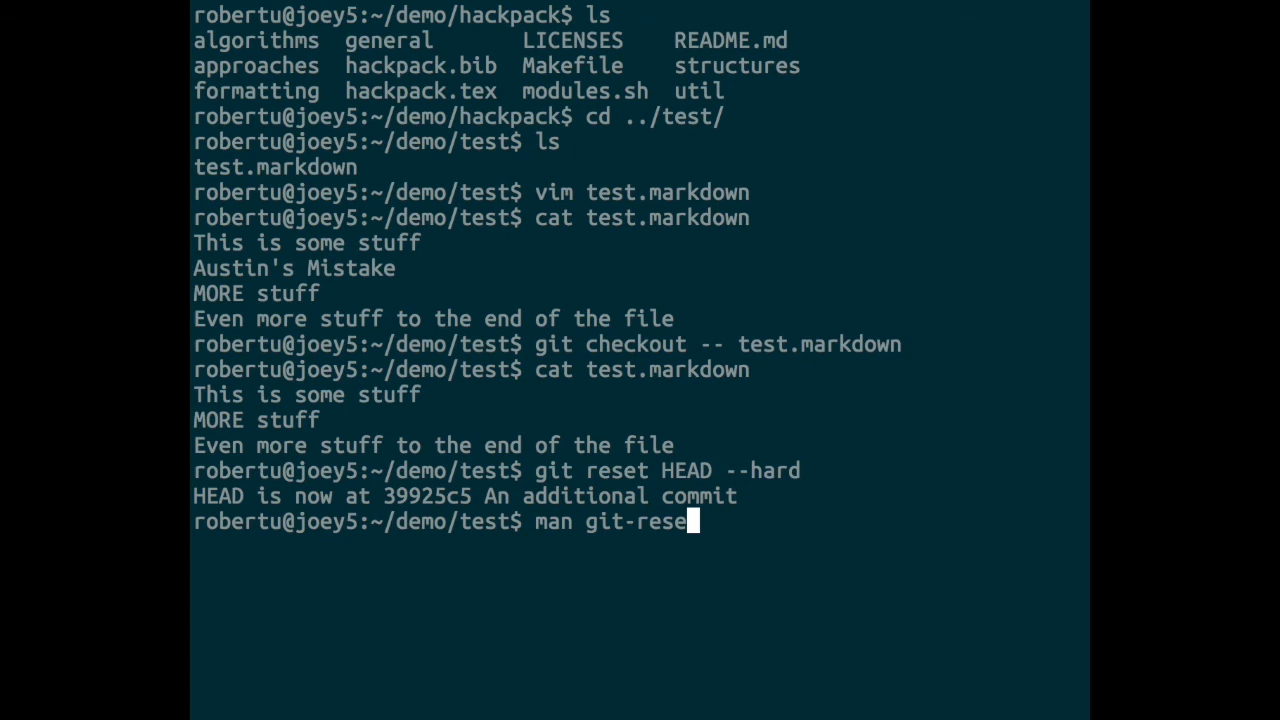 robertu@joey5:~/demo/hackpack$ ls
algorithms  general       LICENSES    README.md
approaches  hackpack.bib  Makefile    structures
formatting  hackpack.tex  modules.sh  util
robertu@joey5:~/demo/hackpack$ cd ../test/
robertu@joey5:~/demo/test$ ls
test.markdown
robertu@joey5:~/demo/test$ vim test.markdown
robertu@joey5:~/demo/test$ cat test.markdown
This is some stuff
Austin's Mistake
MORE stuff
Even more stuff to the end of the file
robertu@joey5:~/demo/test$ git checkout -- test.markdown
robertu@joey5:~/demo/test$ cat test.markdown
This is some stuff
MORE stuff
Even more stuff to the end of the file
robertu@joey5:~/demo/test$ git reset HEAD --hard
HEAD is now at 39925c5 An additional commit
robertu@joey5:~/demo/test$ man git-rese